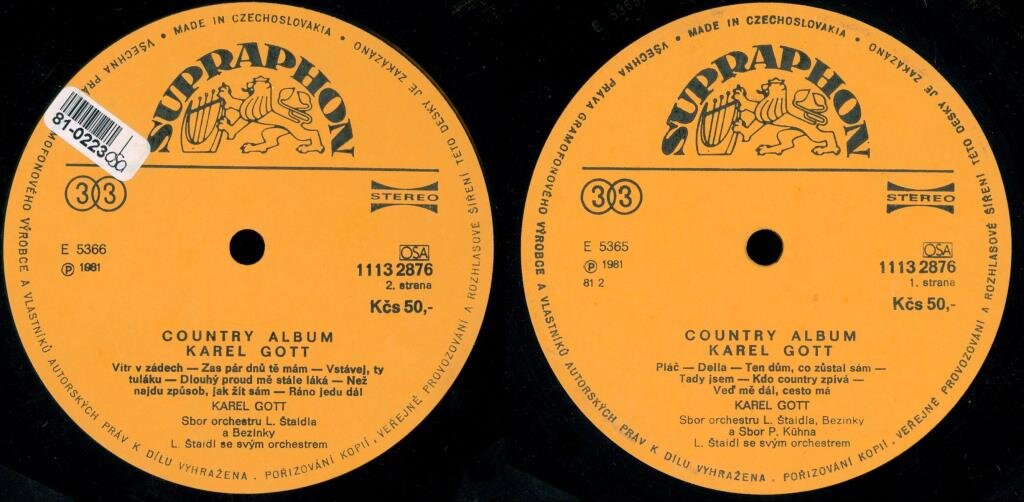 VŠECHNA PRÁVA GRAMOFONOVÉHO VÝROBCE A VLASTNÍKŮ AUTORSKÝCH PRÁV K DÍLU VYHRAŽENA . POŘIZOVÁNÍ KOPIÍ, VEŘEJNÉ PROVOZOVÁNÍ A ROZHLASOVÉ ŠÍŘENÍ TÉTO DESKY JE ZAKÁZÁNO • MADE IN CZECHOSLOVAKIA •
SUPRAPHON
81-0223
33
STEREO
E 5366
OSA
Ⓟ 1981
1113 2876
2. strana
Kčs 50,-
COUNTRY ALBUM
KAREL GOTT
Vítr v zádech — Zas pár dnů tě mám — Vstávej, ty
tuláku — Dlouhý proud mě stále láká — Než
najdu způsob, jak žít sám — Ráno jedu dál
KAREL GOTT
Sbor orchestru L. Štaidla
a Bezinky
L. Štaidl se svým orchestrem
E 5365
VŠECHNA PRÁVA GRAMOFONOVÉHO VÝROBCE A VLASTNÍKŮ AUTORSKÝCH PRÁV K DÍLU VYHRAŽENA . POŘIZOVÁNÍ KOPIÍ, VEŘEJNÉ PROVOZOVÁNÍ A ROZHLASOVÉ ŠÍŘENÍ TÉTO DESKY JE ZAKÁZÁNO • MADE IN CZECHOSLOVAKIA •
SUPRAPHON
33
STEREO
E 5365
OSA
Ⓟ 1981
1113 2876
81 2
1. strana
Kčs 50,-
COUNTRY ALBUM
KAREL GOTT
Pláč — Della — Ten dům, co zůstal sám —
Tady jsem — Kdo country zpívá —
Veď mě dál, cesto má
KAREL GOTT
Sbor orchestru L. Štaidla, Bezinky
a Sbor P. Kühna
L. Štaidl se svým orchestrem